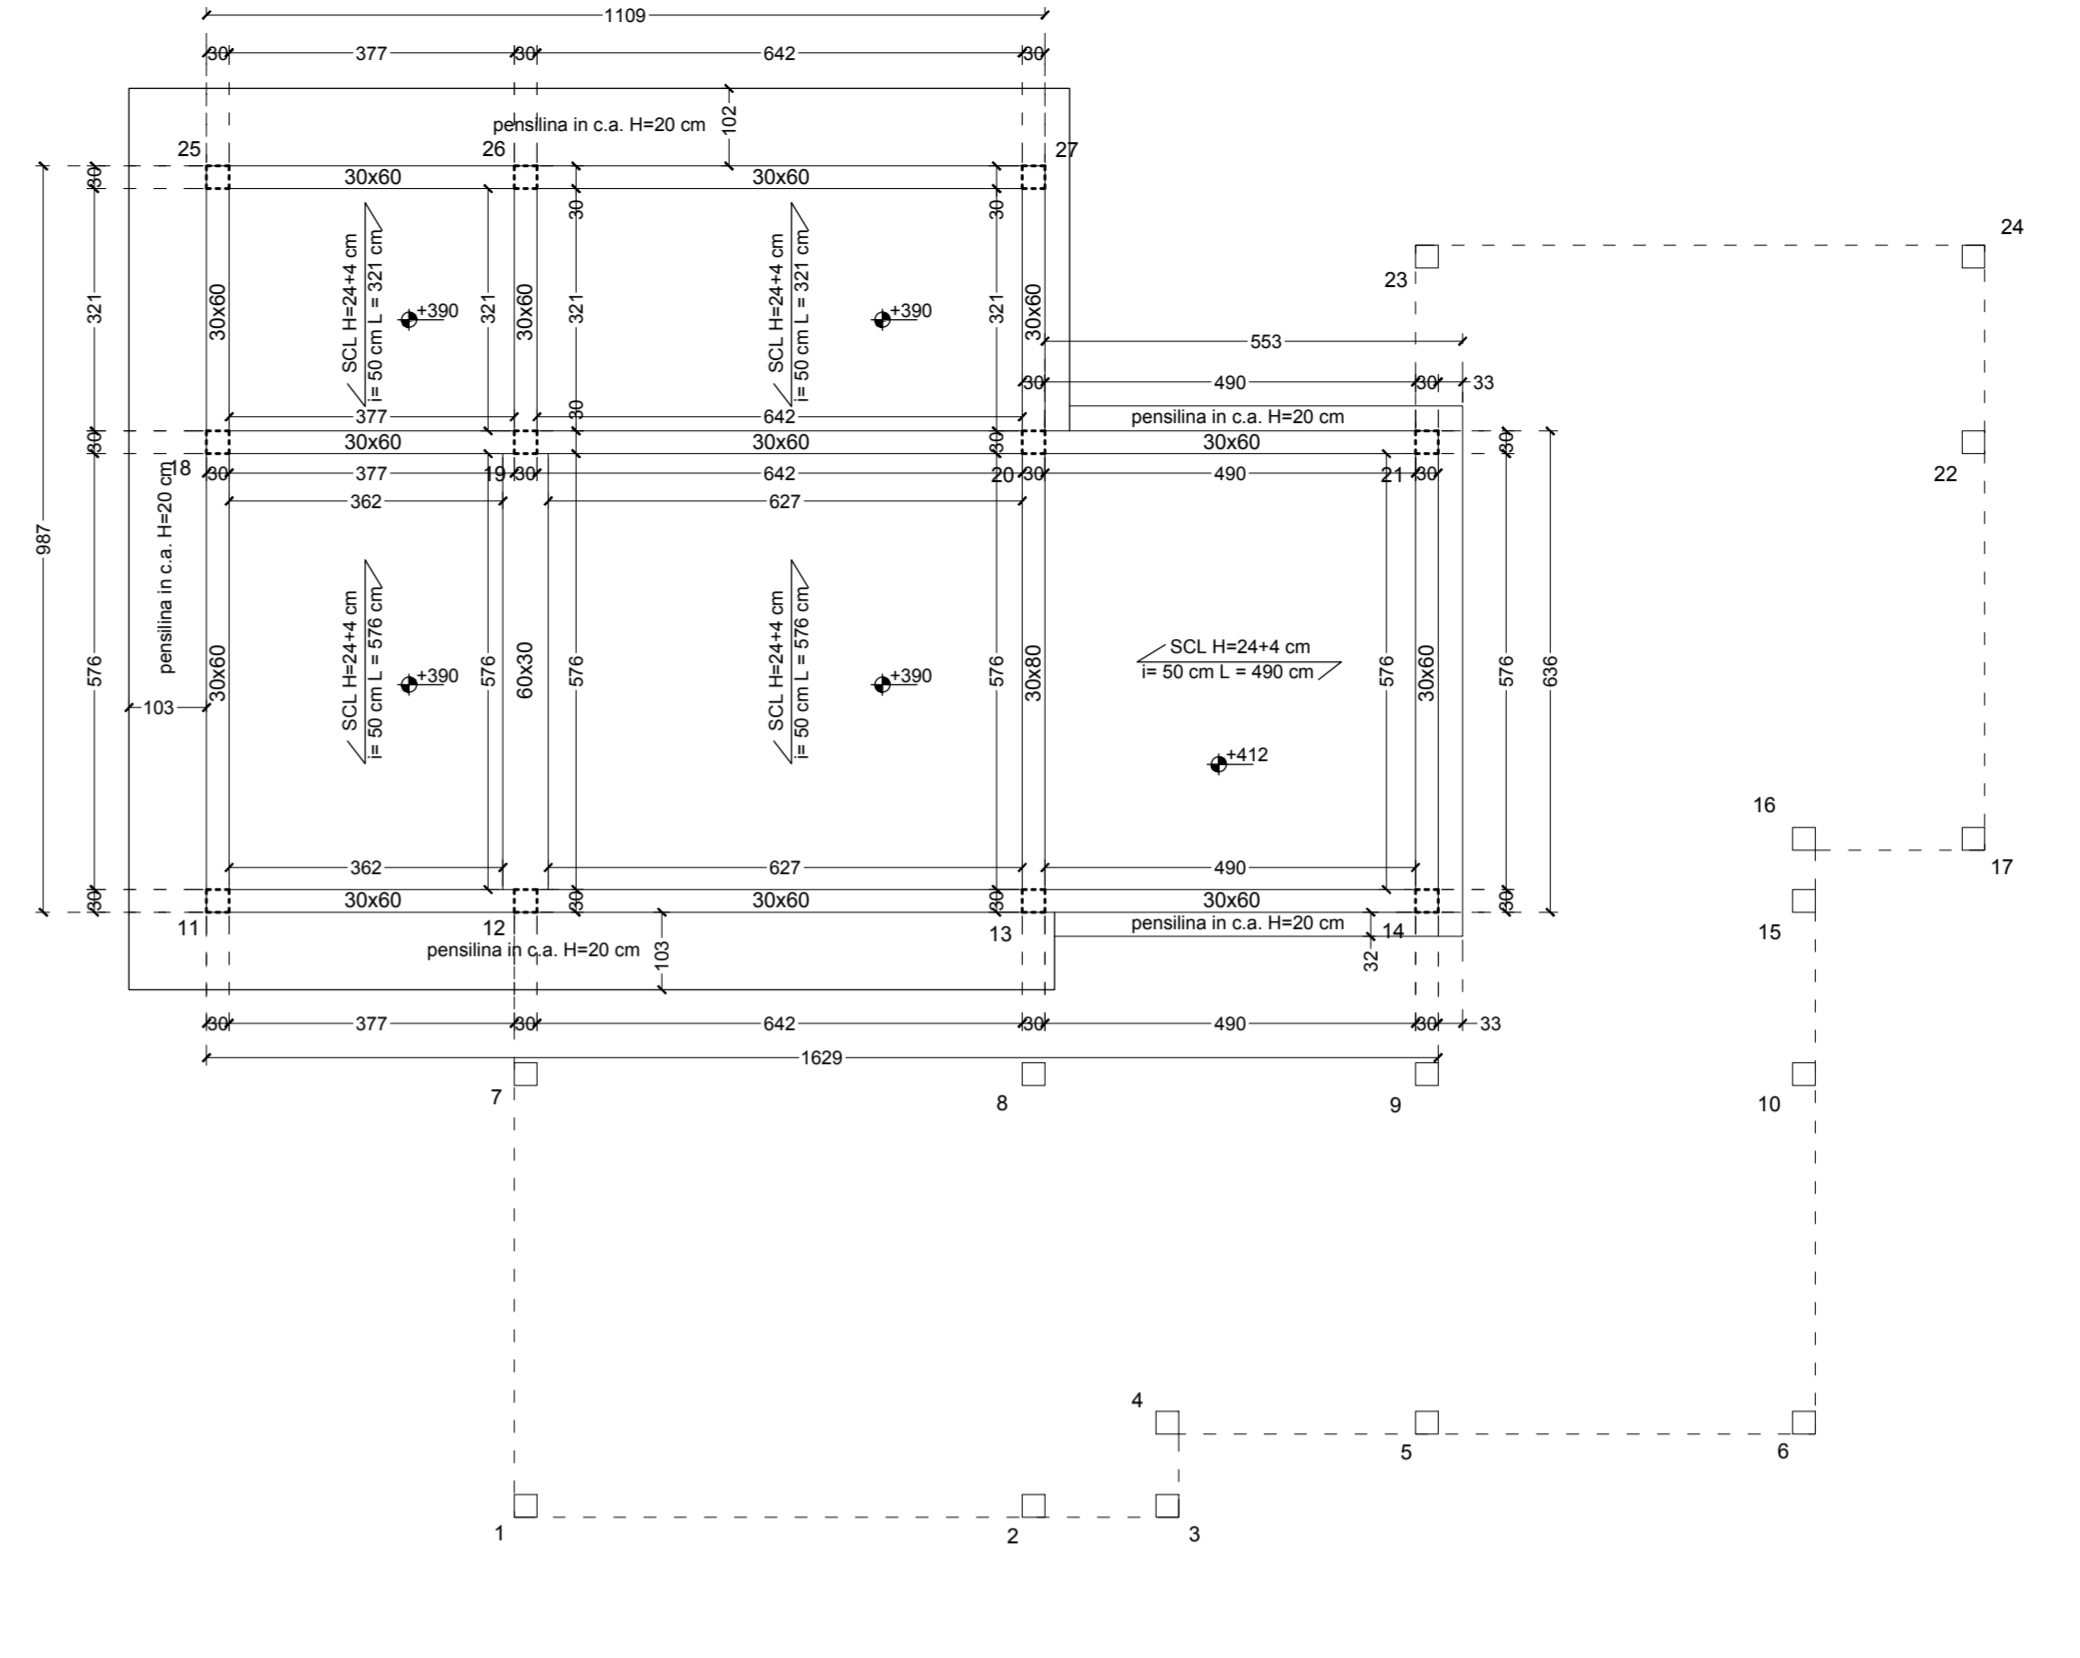 1109
30 377 30 642 30
pensilina in c.a. H=20 cm
102
25 26 27
30 30x60 30x60
30 30
24
23
SCL H=24+4 cm
i= 50 cm L = 321 cm
SCL H=24+4 cm
i= 50 cm L = 321 cm
321 30x60 +390 321 30x60 321 +390 321 30x60
553
30 490 30 33
30
377 642 pensilina in c.a. H=20 cm
30 30x60 30x60 30 30x60 30
18 30 377 19 30 642 20 30 490 21 30 22
362 627
987
pensilina in c.a. H=20 cm
SCL H=24+4 cm
i= 50 cm L = 576 cm
SCL H=24+4 cm
i= 50 cm L = 576 cm
SCL H=24+4 cm
i= 50 cm L = 490 cm
576 30x60 +390 576 60x30 576 +390 576 30x80 576 30x60 576 636
103
+412
16
17
362 627 490
30 30x60 30 30x60 30 30x60 30
11 12 13 pensilina in c.a. H=20 cm 14 15
pensilina in c.a. H=20 cm 103 32
30 377 30 642 30 490 30 33
1629
7 8 9 10
4
5 6
1 2 3